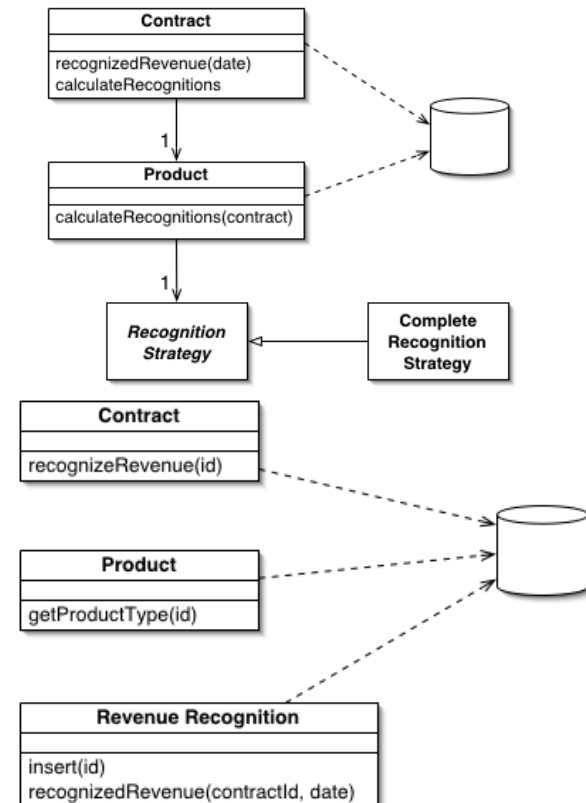 Contract
recognizedRevenue(date)
calculateRecognitions
1
Product
calculateRecognitions(contract)
1
Recognition
Strategy
Complete
Recognition
Strategy
Contract
recognizeRevenue(id)
Product
getProductType(id)
Revenue Recognition
insert(id)
recognizedRevenue(contractId, date)